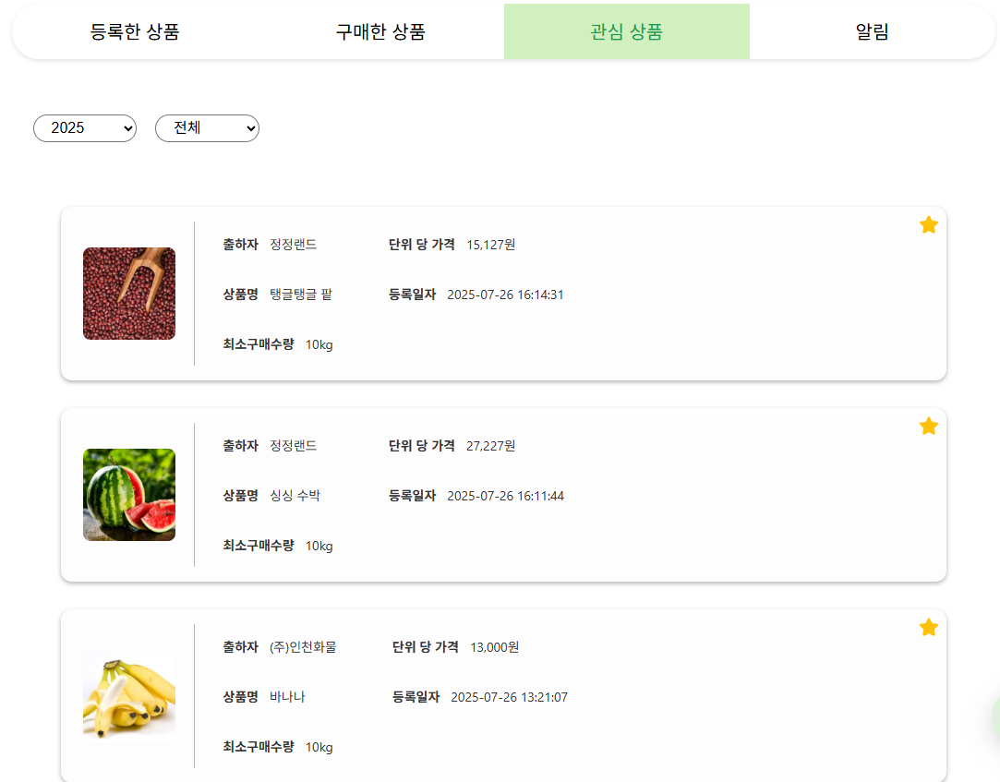 등록한 상품 구매한 상품 관심 상품 알림
2025 전체
출하자 정정랜드 단위 당 가격 15,127원
상품명 탱글탱글 팥 등록일자 2025-07-26 16:14:31
최소구매수량 10kg
출하자 정정랜드 단위 당 가격 27,227원
상품명 싱싱 수박 등록일자 2025-07-26 16:11:44
최소구매수량 10kg
출하자 (주)인천화물 단위 당 가격 13,000원
상품명 바나나 등록일자 2025-07-26 13:21:07
최소구매수량 10kg